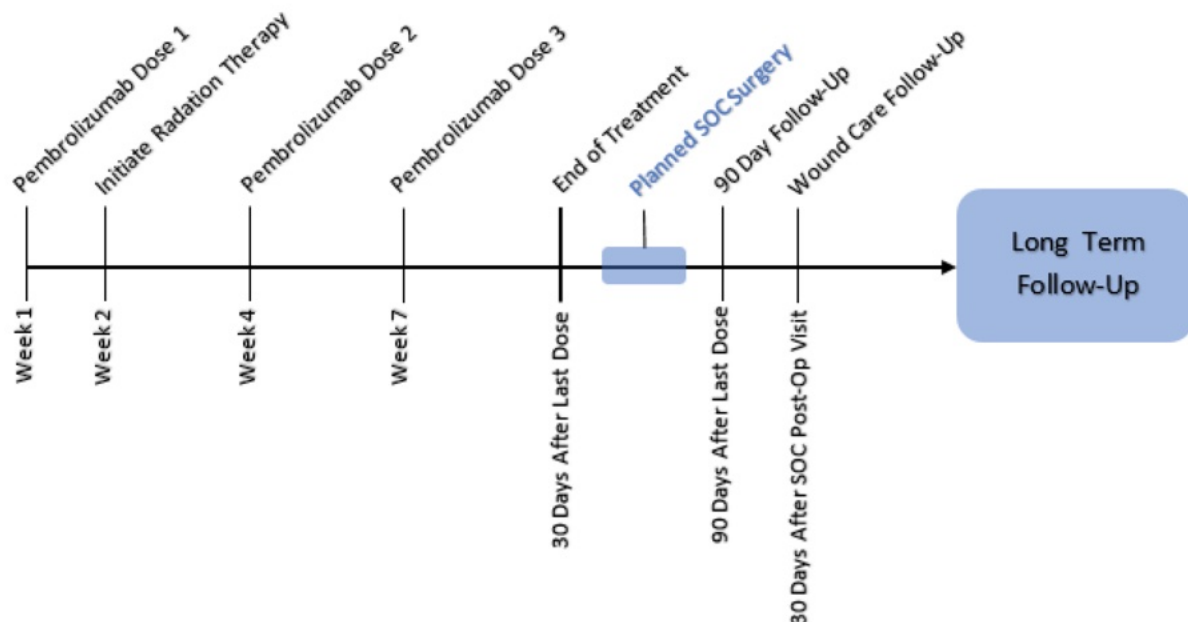 Pembrolizumab Dose 1
Initiate Radation Therapy
Pembrolizumab Dose 2
Pembrolizumab Dose 3
End of Treatment
Planned SOC Surgery
90 Day Follow-Up
Wound Care Follow-Up
Long Term
Follow-Up
Week 1
Week 2
Week 4
Week 7
30 Days After Last Dose
90 Days After Last Dose
30 Days After SOC Post-Op Visit